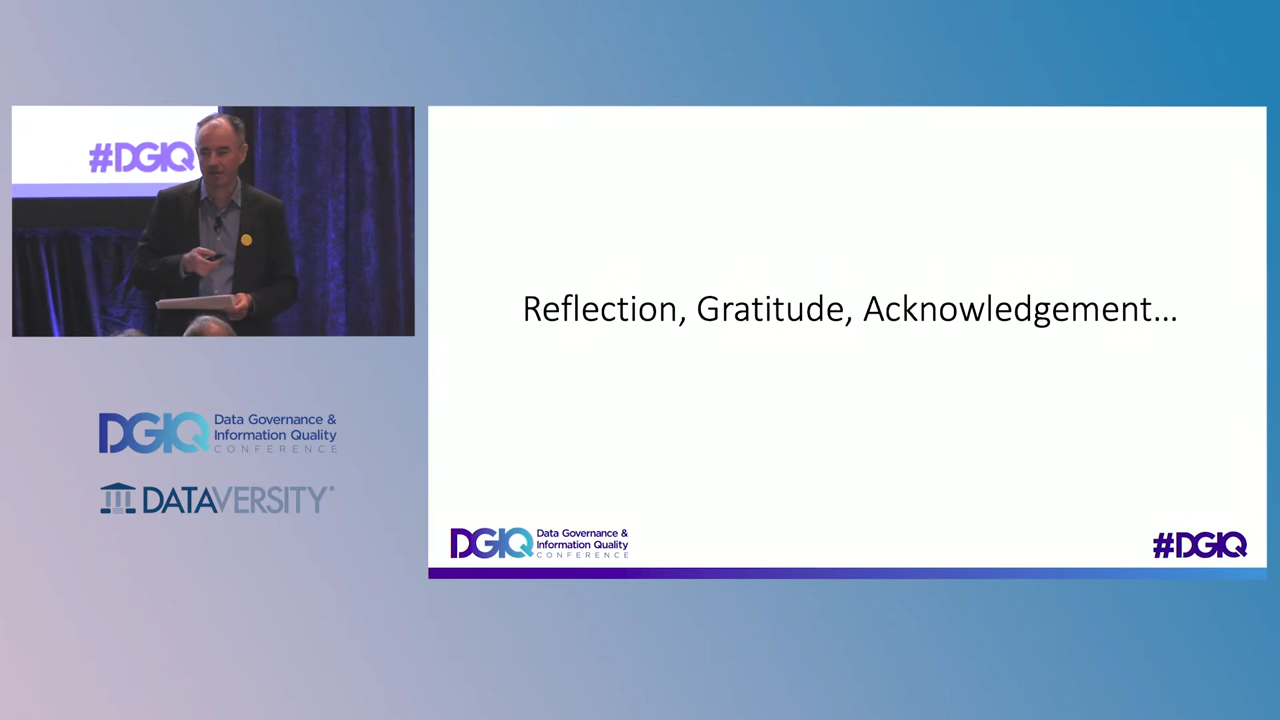 #DGIQ
Reflection, Gratitude, Acknowledgement...
DGIQ Data Governance &
Information Quality
CONFERENCE
DATAVERSITY
DGIQ Data Governance &
Information Quality
CONFERENCE
#DGIQ